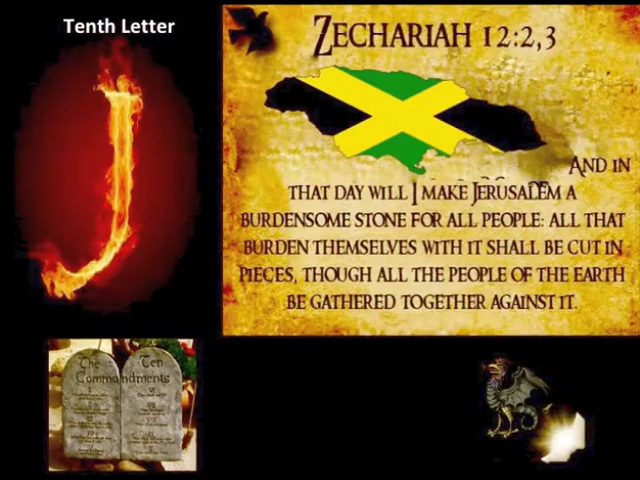 Tenth Letter
J
ZECHARIAH 12:2,3
AND IN
THAT DAY WILL I MAKE JERUSALEM A
BURDENSOME STONE FOR ALL PEOPLE: ALL THAT
BURDEN THEMSELVES WITH IT SHALL BE CUT IN
PIECES, THOUGH ALL THE PEOPLE OF THE EARTH
BE GATHERED TOGETHER AGAINST IT.
The Ten
Commandments